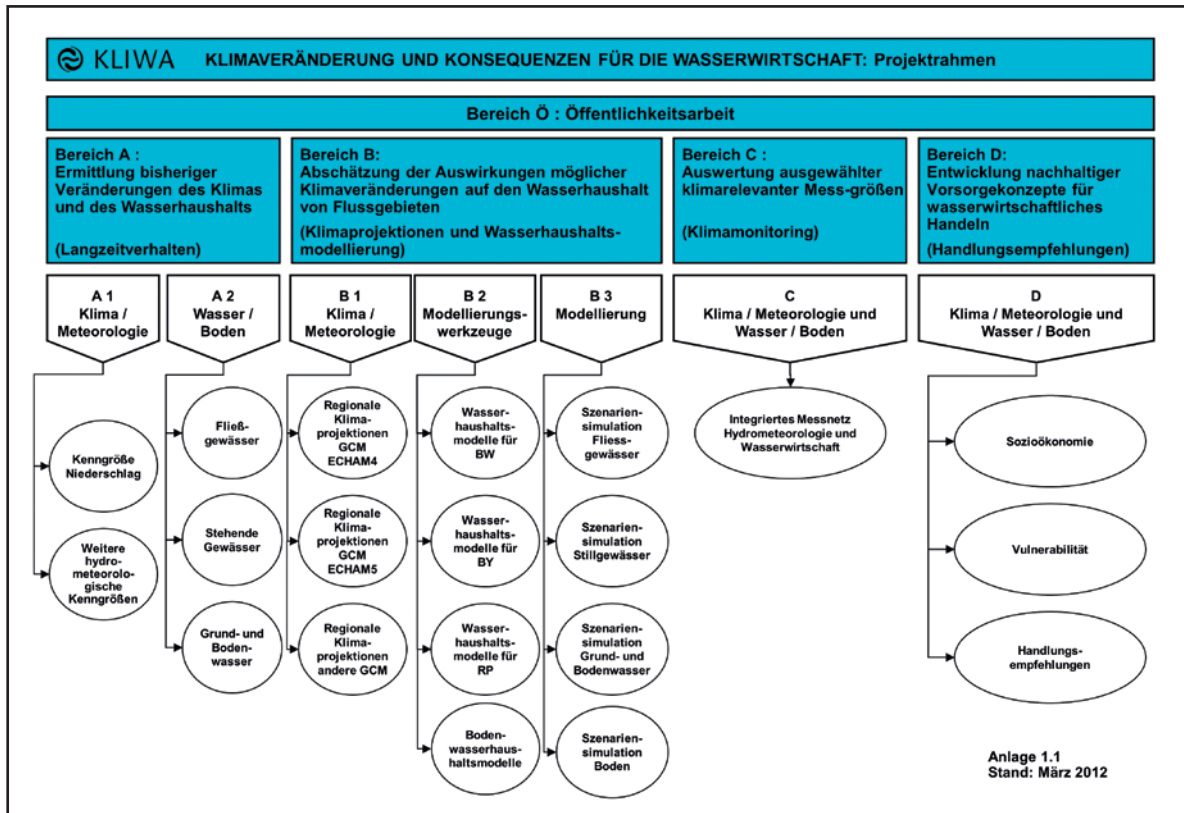 KLIWA KLIMAVERÄNDERUNG UND KONSEQUENZEN FÜR DIE WASSERWIRTSCHAFT: Projektrahmen
Bereich Ö : Öffentlichkeitsarbeit
Bereich A :
Ermittlung bisheriger
Veränderungen des Klimas
und des Wasserhaushalts
(Langzeitverhalten)
Bereich B:
Abschätzung der Auswirkungen möglicher
Klimaveränderungen auf den Wasserhaushalt
von Flussgebieten
(Klimaprojektionen und Wasserhaushalts-
modellierung)
Bereich C :
Auswertung ausgewählter
klimarelevanter Mess-größen
(Klimamonitoring)
Bereich D:
Entwicklung nachhaltiger
Vorsorgekonzepte für
wasserwirtschaftliches
Handeln
(Handlungsempfehlungen)
A 1
Klima /
Meteorologie
A 2
Wasser /
Boden
B 1
Klima /
Meteorologie
B 2
Modellierungs-
werkzeuge
B 3
Modellierung
C
Klima / Meteorologie und
Wasser / Boden
D
Klima / Meteorologie und
Wasser / Boden
Kenngröße
Niederschlag
Weitere
hydro-
meteorolo-
gische
Kenngrößen
Fließ-
gewässer
Stehende
Gewässer
Grund- und
Boden-
wasser
Regionale
Klima-
projektionen
GCM
ECHAM4
Regionale
Klima-
projektionen
GCM
ECHAM5
Regionale
Klima-
projektionen
andere GCM
Wasser-
haushalts-
modelle für
BW
Wasser-
haushalts-
modelle für
BY
Wasser-
haushalts-
modelle für
RP
Boden-
wasserhaus-
haltsmodelle
Szenarien-
simulation
Fliess-
gewässer
Szenarien-
simulation
Stillgewässer
Szenarien-
simulation
Grund- und
Bodenwasser
Szenarien-
simulation
Boden
Integriertes Messnetz
Hydrometeorologie und
Wasserwirtschaft
Sozioökonomie
Vulnerabilität
Handlungs-
empfehlungen
Anlage 1.1
Stand: März 2012